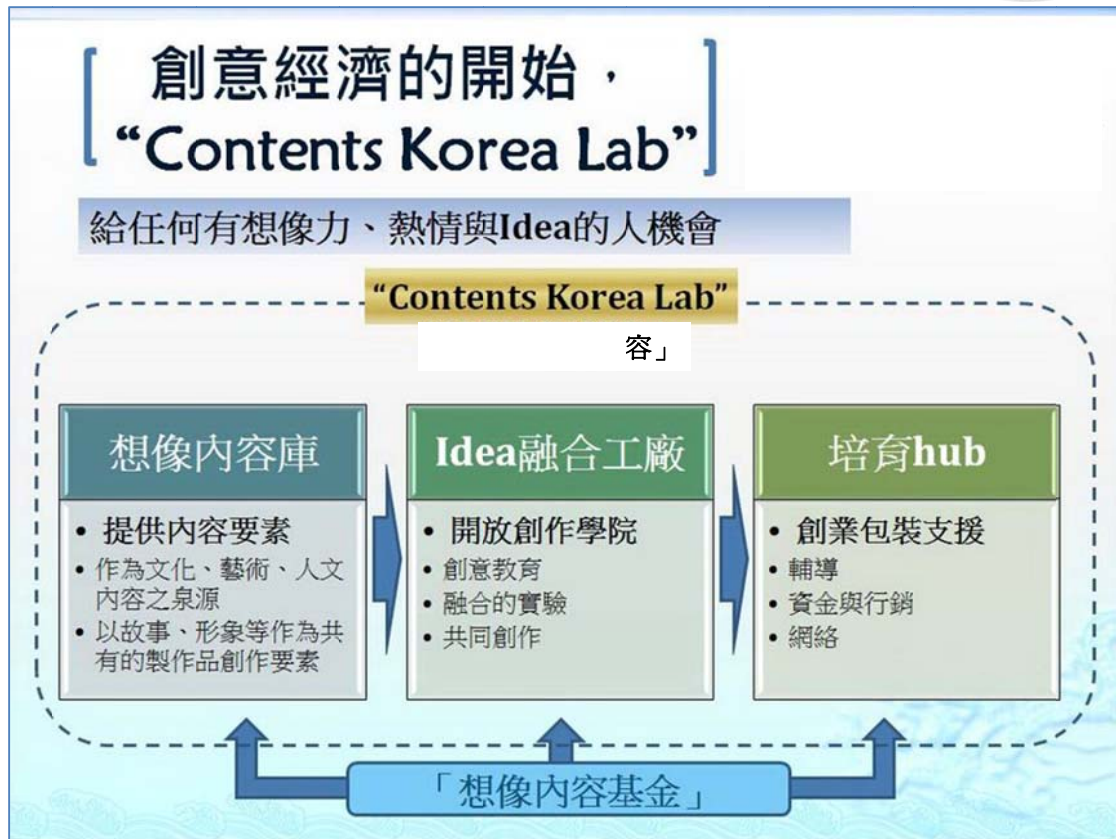 創意經濟的開始，
“Contents Korea Lab”
給任何有想像力、熱情與Idea的人機會
“Contents Korea Lab”
容」
想像內容庫
• 提供內容要素
• 作為文化、藝術、人文
內容之泉源
• 以故事、形象等作為共
有的製作品創作要素
Idea融合工廠
• 開放創作學院
• 創意教育
• 融合的實驗
• 共同創作
培育hub
• 創業包裝支援
• 輔導
• 資金與行銷
• 網絡
「想像內容基金」